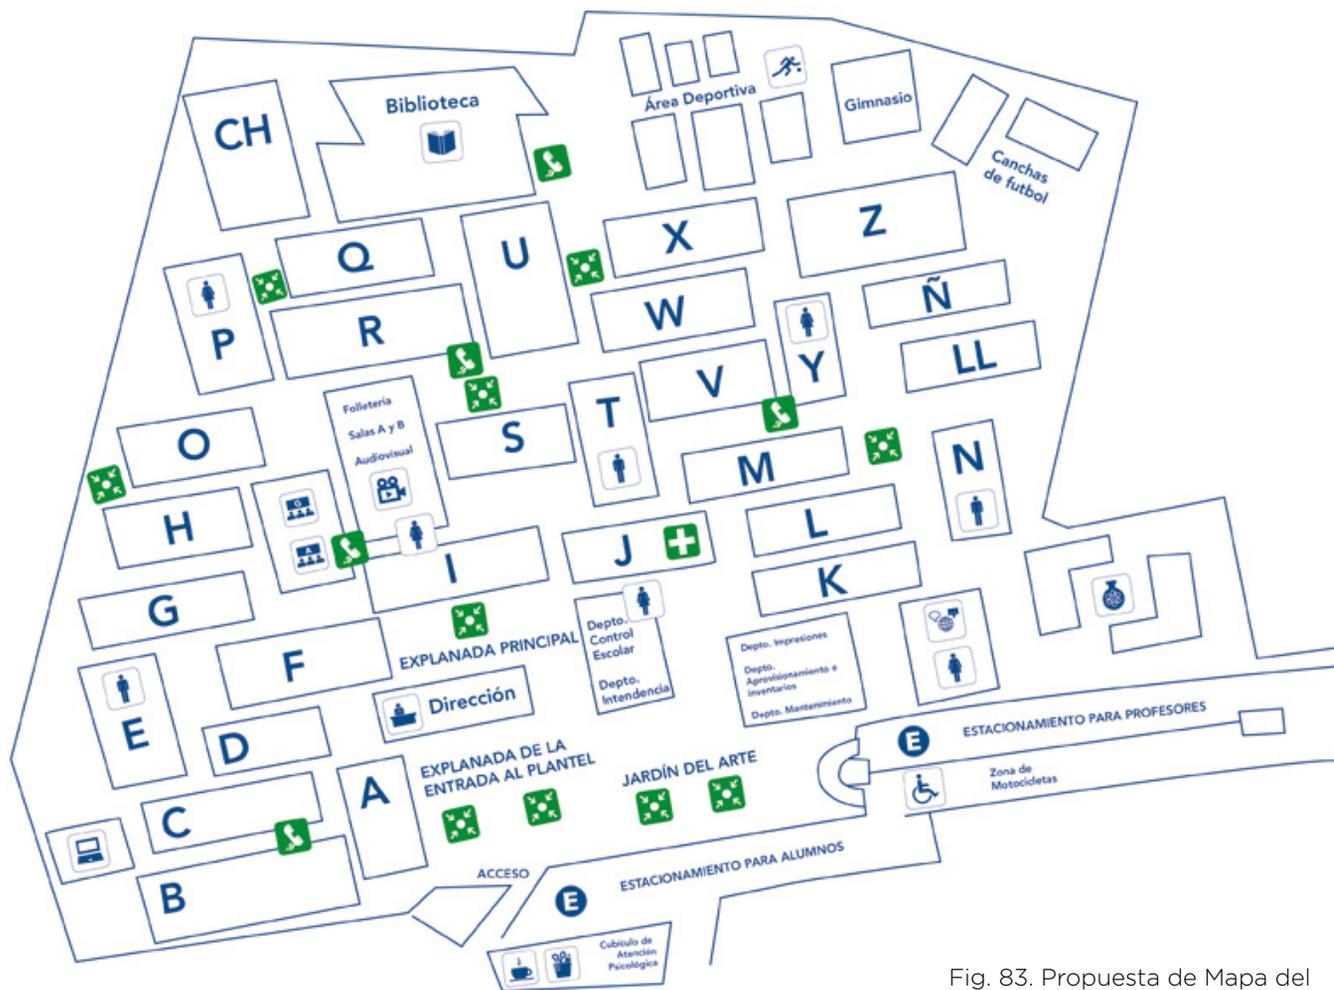 Biblioteca
Área Deportiva
Gimnasio
Canchas
de futbol
CH
Q
U
X
Z
P
R
W
Ñ
Y
V
LL
Folletería
Salas A y B
Audiovisual
T
O
S
M
N
H
G
A
I
J
L
K
G
F
E
D
EXPLANADA PRINCIPAL
Dirección
Depto.
Control
Escolar
Depto.
Intendencia
Depto. Impresiones
Depto.
Aprovisionamiento e
inventarios
Depto. Mantenimiento
E
ESTACIONAMIENTO PARA PROFESORES
Zona de
Motocicletas
EXPLANADA DE LA
ENTRADA AL PLANTEL
JARDÍN DEL ARTE
A
C
B
ACCESO
E
ESTACIONAMIENTO PARA ALUMNOS
Cubículo de
Atención
Psicológica
Fig. 83. Propuesta de Mapa del